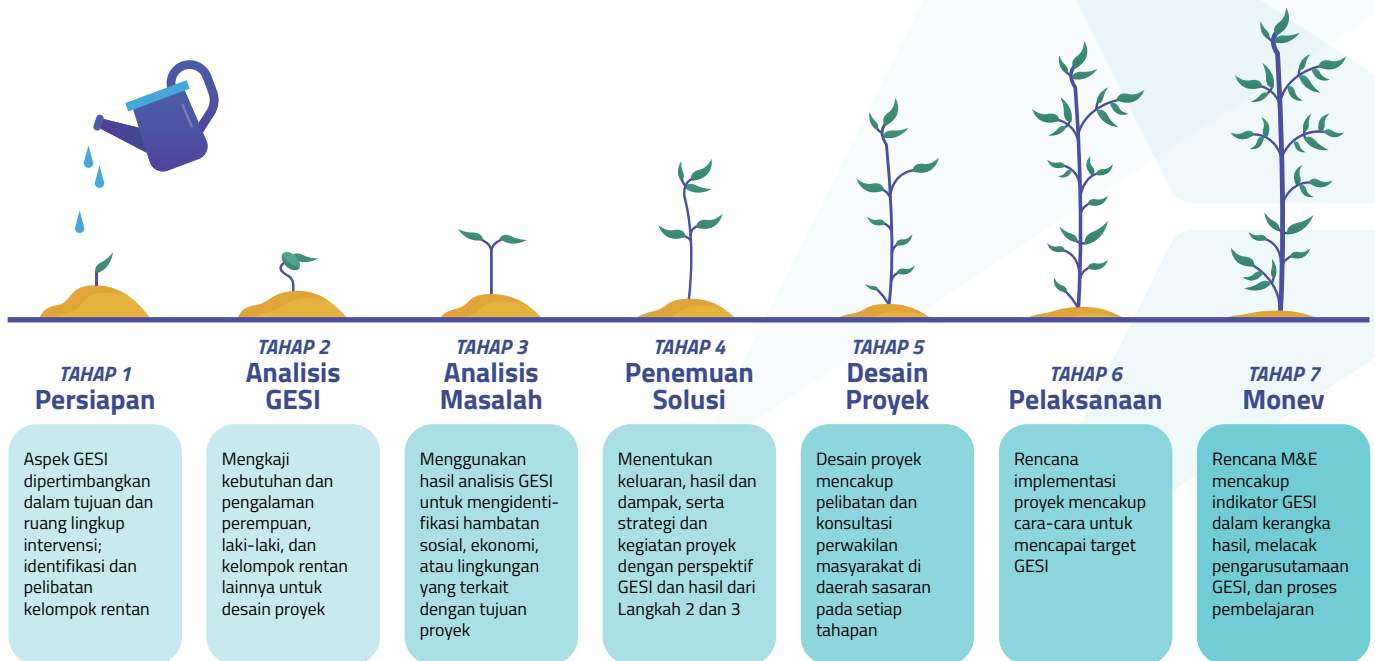 TAHAP 1
Persiapan
Aspek GESI
dipertimbangkan
dalam tujuan dan
ruang lingkup
intervensi;
identifikasi dan
pelibatan
kelompok rentan
TAHAP 2
Analisis
GESI
Mengkaji
kebutuhan dan
pengalaman
perempuan,
laki-laki, dan
kelompok rentan
lainnya untuk
desain proyek
TAHAP 3
Analisis
Masalah
Menggunakan
hasil analisis GESI
untuk mengidenti-
fikasi hambatan
sosial, ekonomi,
atau lingkungan
yang terkait
dengan tujuan
proyek
TAHAP 4
Penemuan
Solusi
Menentukan
keluaran, hasil dan
dampak, serta
strategi dan
kegiatan proyek
dengan perspektif
GESI dan hasil dari
Langkah 2 dan 3
TAHAP 5
Desain
Proyek
Desain proyek
mencakup
pelibatan dan
konsultasi
perwakilan
masyarakat di
daerah sasaran
pada setiap
tahapan
TAHAP 6
Pelaksanaan
Rencana
implementasi
proyek mencakup
cara-cara untuk
mencapai target
GESI
TAHAP 7
Monev
Rencana M&E
mencakup
indikator GESI
dalam kerangka
hasil, melacak
pengarusutamaan
GESI, dan proses
pembelajaran